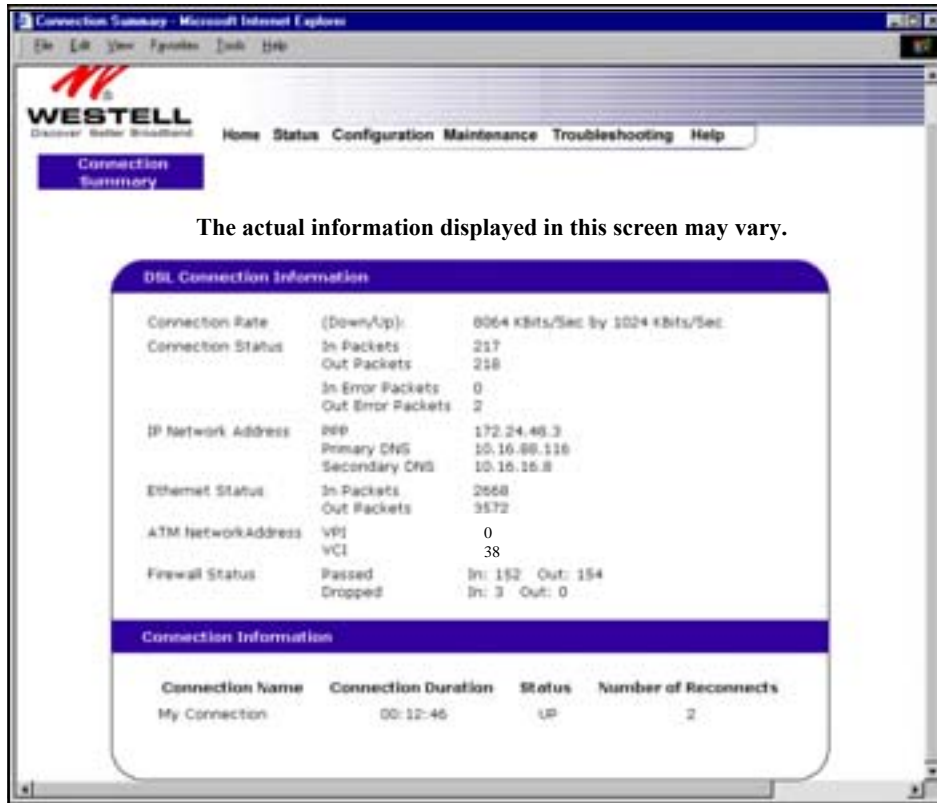 Connection Summary - Microsoft Internet Explorer
File Edit View Favorites Tools Help
WESTELL
Discover Better Broadband
Home Status Configuration Maintenance Troubleshooting Help
Connection
Summary
The actual information displayed in this screen may vary.
DSL Connection Information
Connection Rate (Down/Up): 8064 KBits/Sec by 1024 KBits/Sec
Connection Status In Packets 217
Out Packets 218
In Error Packets 0
Out Error Packets 2
IP Network Address PPP 172.24.48.3
Primary DNS 10.16.88.116
Secondary DNS 10.16.16.8
Ethernet Status In Packets 2668
Out Packets 3572
ATM NetworkAddress VPI 0
VCI 38
Firewall Status Passed In: 152 Out: 154
Dropped In: 3 Out: 0
Connection Information
Connection Name Connection Duration Status Number of Reconnects
My Connection 00:12:46 UP 2